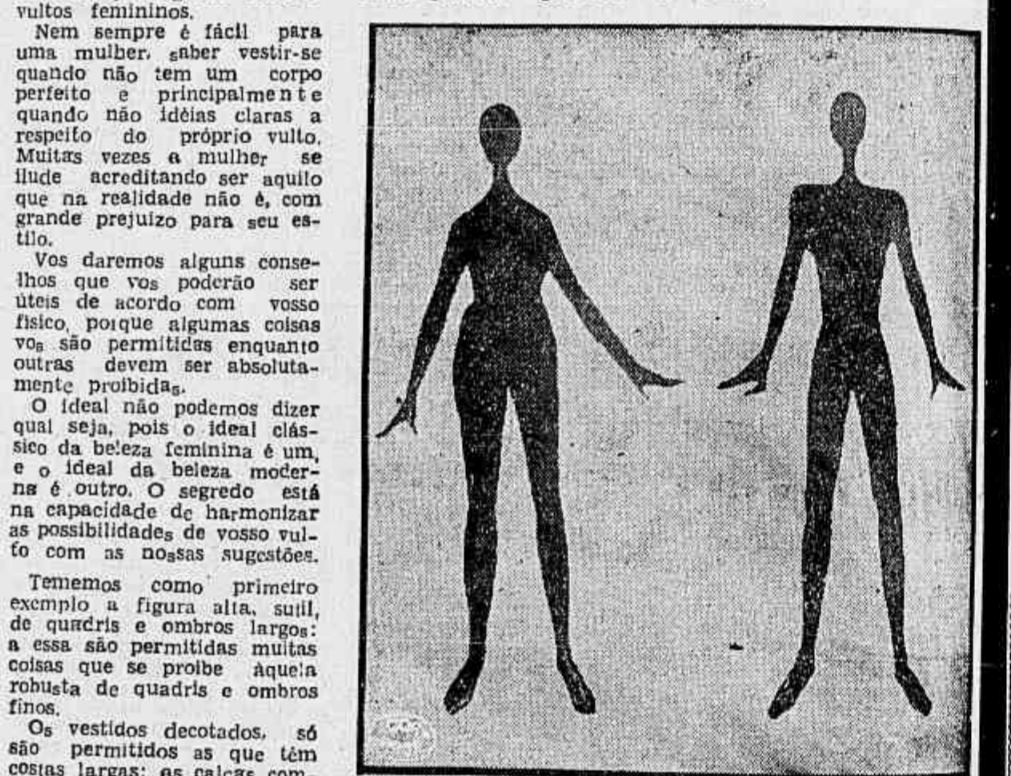 vultos femininos.
Nem sempre é fácil para
uma mulher, saber vestir-se
quando não tem um corpo
perfeito e principalmente
quando não idéias claras a
respeito do próprio vulto.
Muitas vezes a mulher se
ilude acreditando ser aquilo
que na realidade não é, com
grande prejuizo para seu es-
tilo.
Vos daremos alguns conse-
lhos que vos poderão ser
úteis de acordo com vosso
fisico, porque algumas coisas
vos são permitidas enquanto
outras devem ser absoluta-
mente proibidas.
O ideal não podemos dizer
qual seja, pois o ideal clás-
sico da beleza feminina é um,
e o ideal da beleza moder-
na é outro. O segredo está
na capacidade de harmonizar
as possibilidades de vosso vul-
to com as nossas sugestões.
Tememos como primeiro
exemplo a figura alta, sutil,
de quadris e ombros largos:
a essa são permitidas muitas
coisas que se proibe àquela
robusta de quadris e ombros
finos.
Os vestidos decotados, só
são permitidos as que têm
costas largas; as calças com-